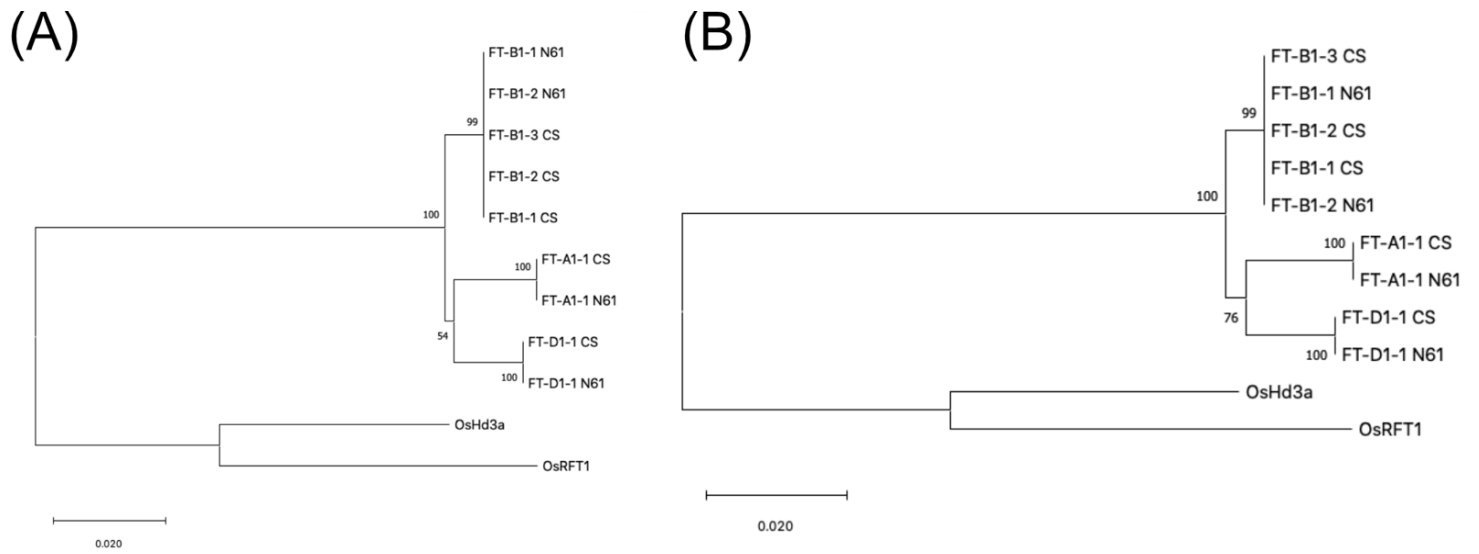 (A)
FT-B1-1 N61
FT-B1-2 N61
99
FT-B1-3 CS
FT-B1-2 CS
100
FT-B1-1 CS
FT-A1-1 CS
100
FT-A1-1 N61
54
FT-D1-1 CS
100
FT-D1-1 N61
OsHd3a
OsRFT1
0.020
(B)
FT-B1-3 CS
FT-B1-1 N61
99
FT-B1-2 CS
FT-B1-1 CS
100
FT-B1-2 N61
FT-A1-1 CS
100
FT-A1-1 N61
76
FT-D1-1 CS
100
FT-D1-1 N61
OsHd3a
OsRFT1
0.020